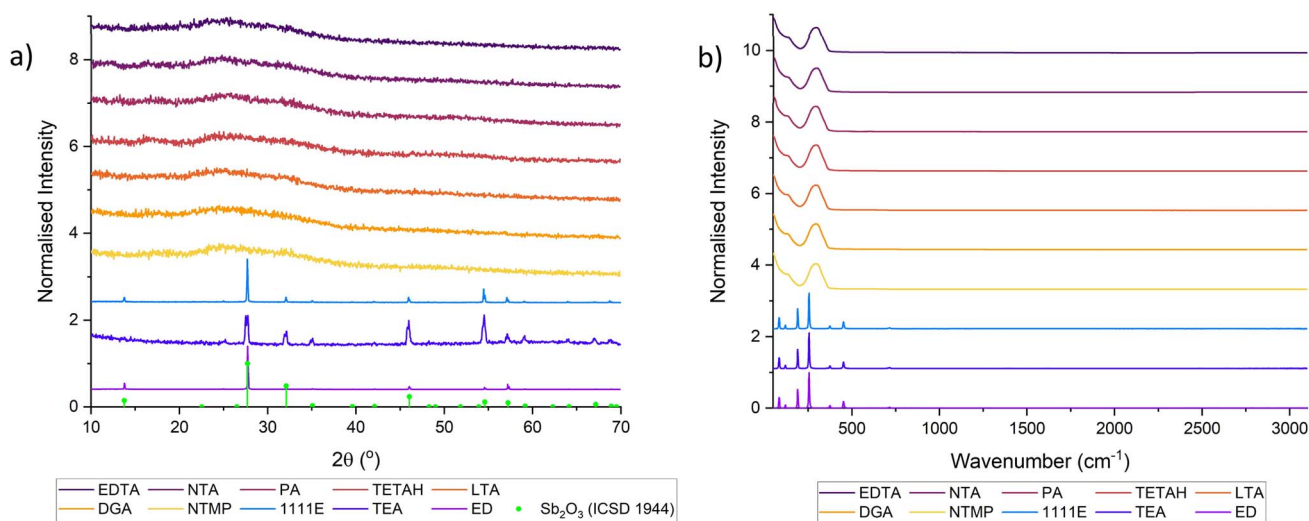 a)
Normalised Intensity
8
6
4
2
0
10 20 30 40 50 60 70
2θ (°)
EDTA NTA PA TETAH LTA
DGA NTMP 1111E TEA ED Sb₂O₃ (ICSD 1944)
b)
Normalised Intensity
10
8
6
4
2
0
500 1000 1500 2000 2500 3000
Wavenumber (cm⁻¹)
EDTA NTA PA TETAH LTA
DGA NTMP 1111E TEA ED